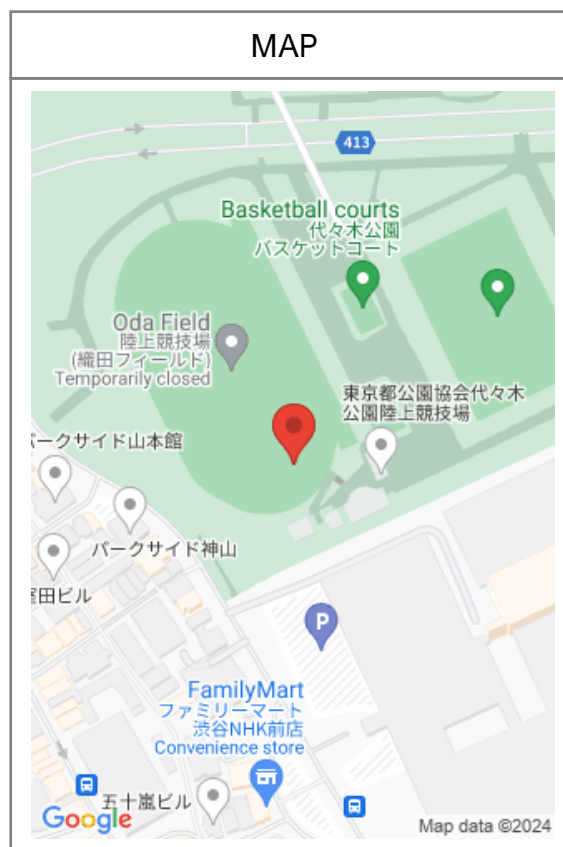 MAP
413
Basketball courts
代々木公園
バスケットコート
Oda Field
陸上競技場
(織田フィールド)
Temporarily closed
東京都公園協会代々木
公園陸上競技場
パークサイド山本館
パークサイド神山
室田ビル
P
FamilyMart
ファミリーマート
渋谷NHK前店
Convenience store
五十嵐ビル
Google
Map data ©2024